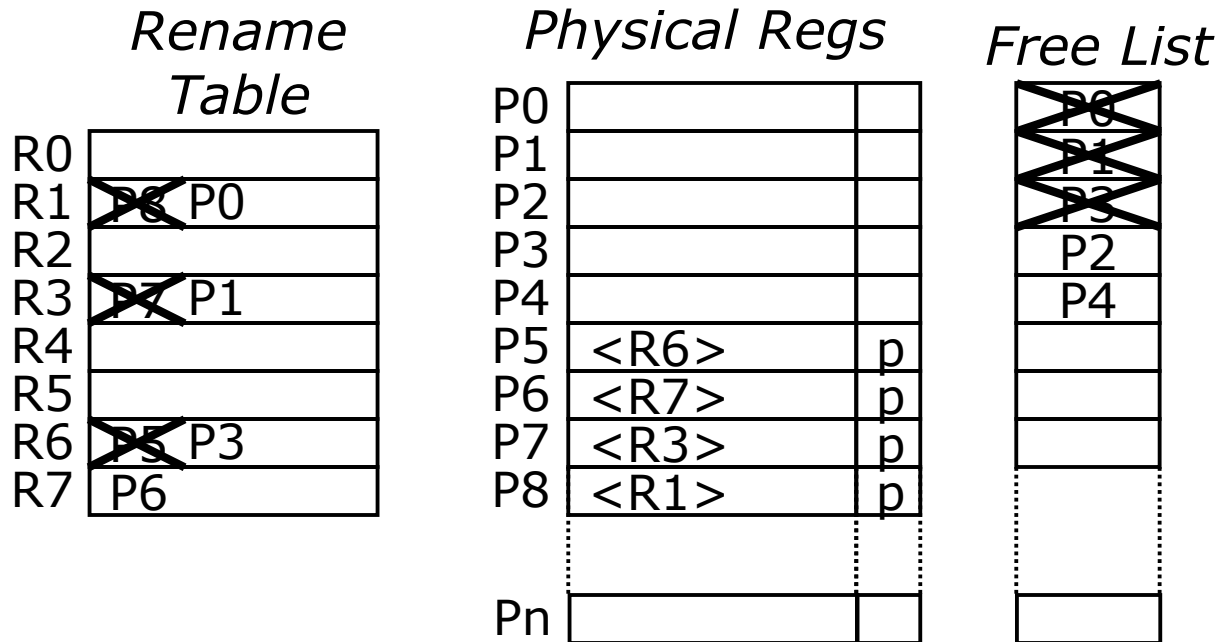 Rename
Table
R0
R1 P8 P0
R2
R3 P7 P1
R4
R5
R6 P5 P3
R7 P6
Physical Regs
P0
P1
P2
P3
P4
P5 <R6> p
P6 <R7> p
P7 <R3> p
P8 <R1> p
Pn
Free List
P0
P1
P3
P2
P4